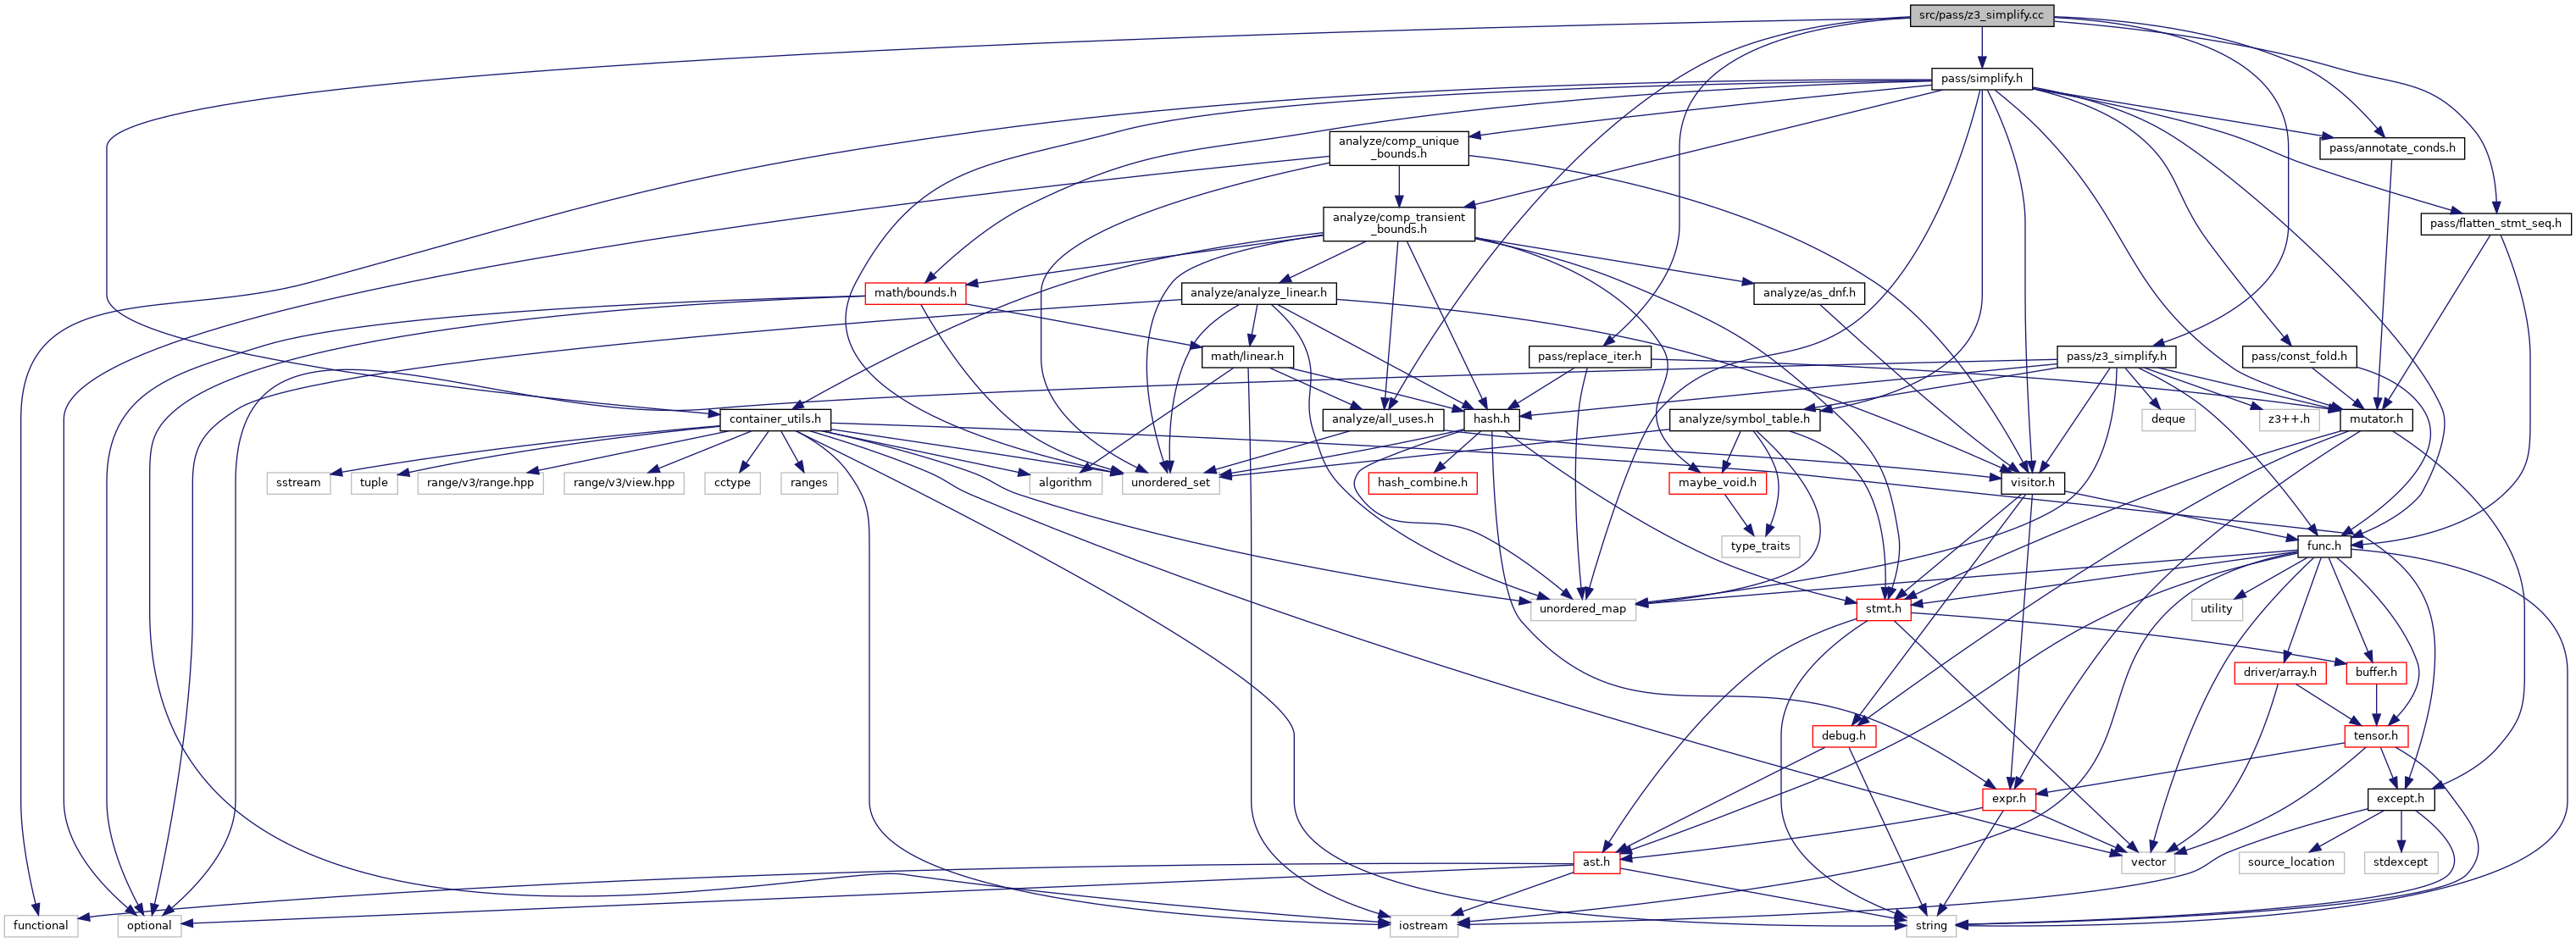 src/pass/z3_simplify.cc
pass/simplify.h
analyze/comp_unique
_bounds.h
pass/annotate_conds.h
analyze/comp_transient
_bounds.h
pass/flatten_stmt_seq.h
math/bounds.h
analyze/analyze_linear.h
analyze/as_dnf.h
math/linear.h
pass/replace_iter.h
pass/z3_simplify.h
pass/const_fold.h
container_utils.h
analyze/all_uses.h
hash.h
analyze/symbol_table.h
deque
z3++.h
mutator.h
sstream
tuple
range/v3/range.hpp
range/v3/view.hpp
cctype
ranges
unordered_set
algorithm
hash_combine.h
maybe_void.h
visitor.h
type_traits
func.h
unordered_map
stmt.h
utility
driver/array.h
buffer.h
debug.h
tensor.h
expr.h
except.h
ast.h
vector
source_location
stdexcept
functional
optional
iostream
string